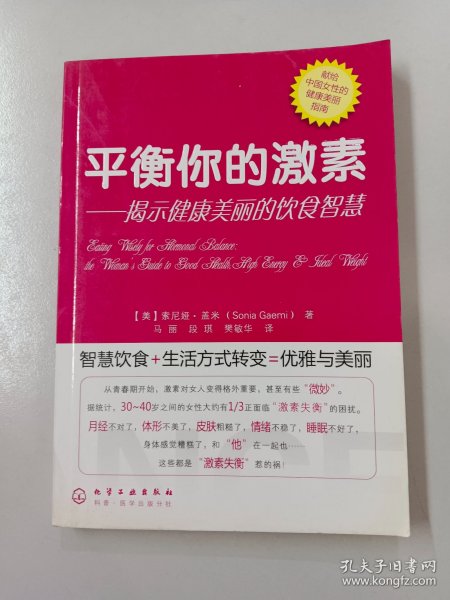 献给
中国女性的
健康美丽
指南
平衡你的激素
——揭示健康美丽的饮食智慧
Eating Wisely for Hormonal Balance:
the Woman's Guide to Good Health, High Energy & Ideal Weight
【美】索尼娅·盖米（Sonia Gaemi）著
马丽 段琪 樊敏华 译
智慧饮食+生活方式转变=优雅与美丽
从青春期开始，激素对女人变得格外重要，甚至有些“微妙”。
据统计，30~40岁之间的女性大约有1/3正面临“激素失衡”的困扰。
月经不对了，体形不美了，皮肤粗糙了，情绪不稳了，睡眠不好了，
身体感觉糟糕了，和“他”在一起也……
这些都是“激素失衡”惹的祸！
化学工业出版社
科普·医学出版分社
孔夫子旧书网
www.kongfz.com